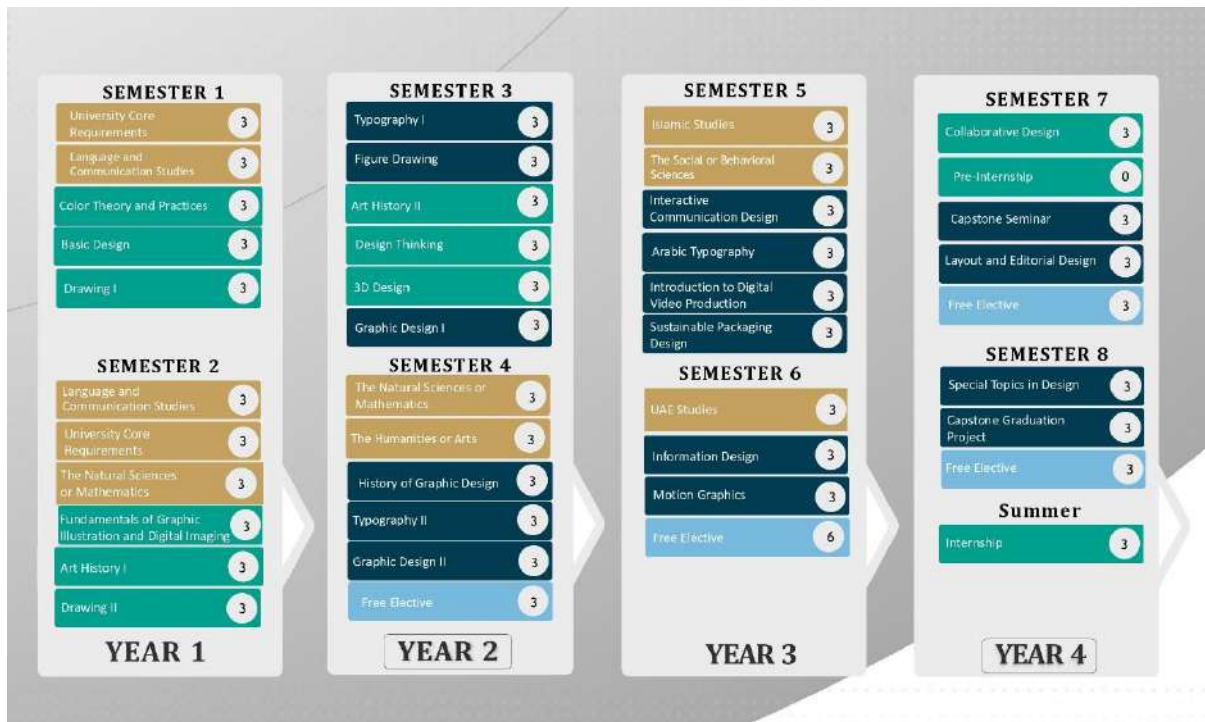 SEMESTER 1
University Core
Requirements
3
Language and
Communication Studies
3
Color Theory and Practices
3
Basic Design
3
Drawing I
3
SEMESTER 2
Language and
Communication Studies
3
University Core
Requirements
3
The Natural Sciences
or Mathematics
3
Fundamentals of Graphic
Illustration and Digital Imaging
3
Art History I
3
Drawing II
3
YEAR 1
SEMESTER 3
Typography I
3
Figure Drawing
3
Art History II
3
Design Thinking
3
3D Design
3
Graphic Design I
3
SEMESTER 4
The Natural Sciences or
Mathematics
3
The Humanities or Arts
3
History of Graphic Design
3
Typography II
3
Graphic Design II
3
Free Elective
3
YEAR 2
SEMESTER 5
Islamic Studies
3
The Social or Behavioral
Sciences
3
Interactive
Communication Design
3
Arabic Typography
3
Introduction to Digital
Video Production
3
Sustainable Packaging
Design
3
SEMESTER 6
UAE Studies
3
Information Design
3
Motion Graphics
3
Free Elective
6
YEAR 3
SEMESTER 7
Collaborative Design
3
Pre-Internship
0
Capstone Seminar
3
Layout and Editorial Design
3
Free Elective
3
SEMESTER 8
Special Topics in Design
3
Capstone Graduation
Project
3
Free Elective
3
Summer
Internship
3
YEAR 4